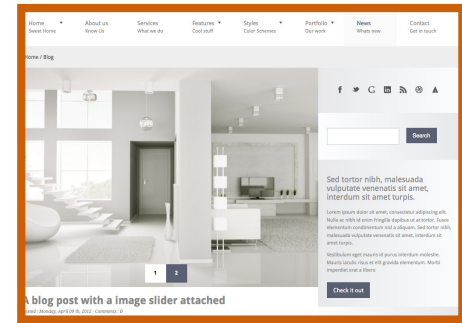 Home
Sweet Home
About us
Know Us
Services
What we do
Features
Cool stuff
Styles
Color Schemes
Portfolio
Our work
News
Whats new
Contact
Get in touch
Home / Blog
Search
1 2
Sed tortor nibh, malesuada
vulputate venenatis sit amet,
interdum sit amet turpis.
Lorem ipsum dolor sit amet, consectetur adipiscing elit.
Nulla ac nibh id enim fringilla dapibus ut at tortor. Fusce
elementum condimentum nisl a aliquam. Sed tortor nibh,
malesuada vulputate venenatis sit amet, interdum sit
amet turpis.
Vestibulum eget mauris id purus interdum molestie.
Mauris iaculis risus et elit gravida elementum. Morbi
imperdiet erat a libero
Check it out
A blog post with a image slider attached
Posted : Monday, April 09 th, 2012 - Comments : 0